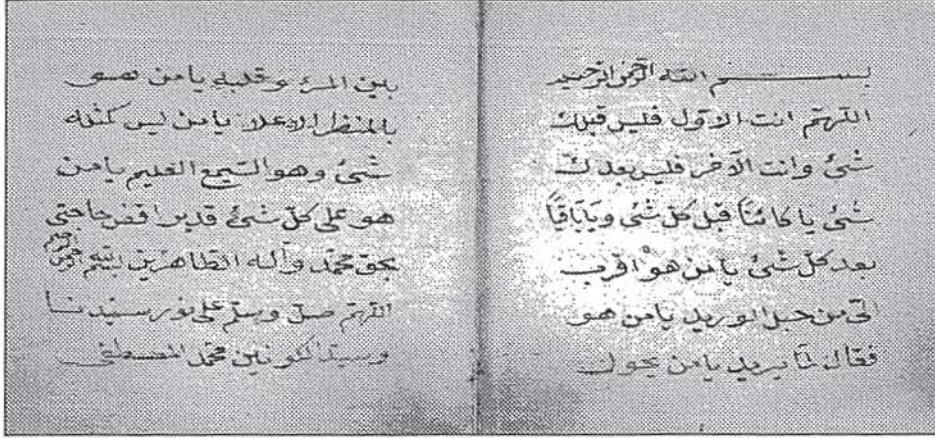 بسم الله الرحمن الرحيم
اللهم انت الاول فليس قبلك
شئ وانت الآخر فليس بعدك
شئ يا كائناً قبل كل شئ وياباقياً
بعد كل شئ يا من هو اقرب
الى من حبل الوريد يا من هو
فعال لما يريد يا من يحول
بين المرء وقلبه يا من هو
بالمنظر الاعلا يا من ليس كمثله
شئ وهو السميع العليم يا من
هو على كل شئ قدير اقض حاجتى
بحق محمد وآله الطاهرين
اللهم صل وسلم على نور سيدنا
وسيد الكونين محمد المصطفى